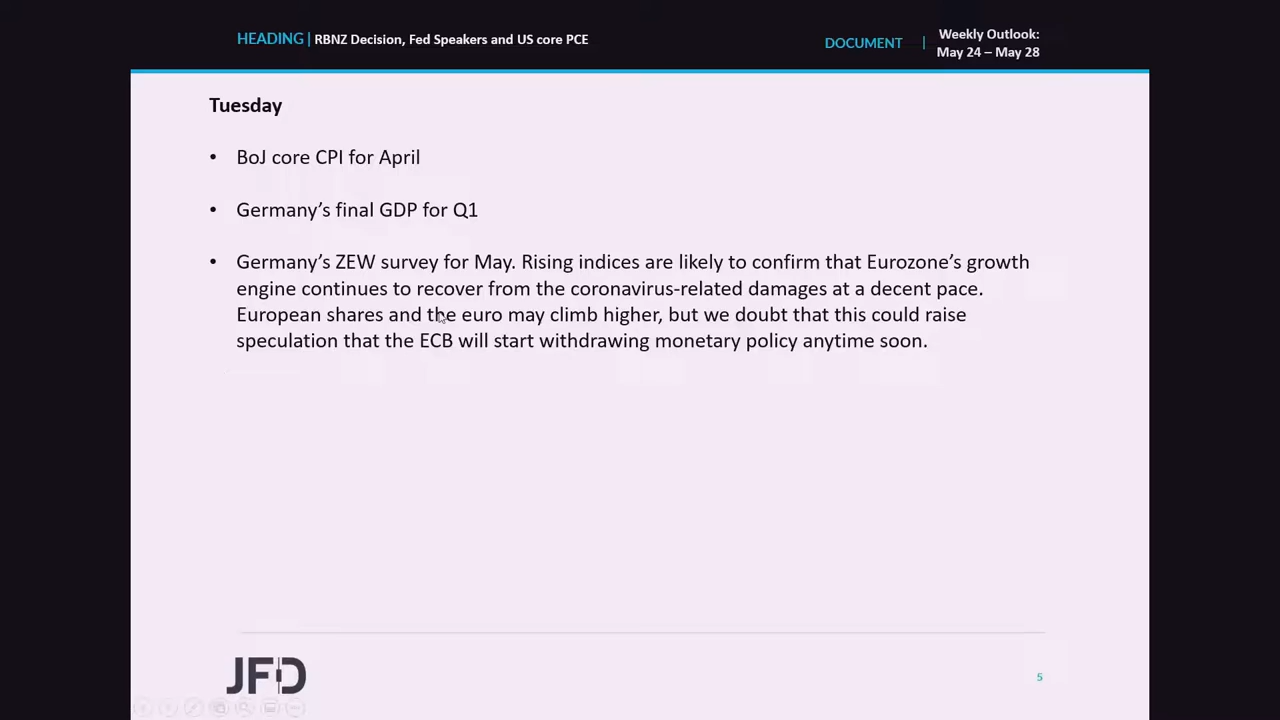 HEADING | RBNZ Decision, Fed Speakers and US core PCE
DOCUMENT | Weekly Outlook:
May 24 – May 28
Tuesday
• BoJ core CPI for April
• Germany’s final GDP for Q1
• Germany’s ZEW survey for May. Rising indices are likely to confirm that Eurozone’s growth
engine continues to recover from the coronavirus-related damages at a decent pace.
European shares and the euro may climb higher, but we doubt that this could raise
speculation that the ECB will start withdrawing monetary policy anytime soon.
JFD
5